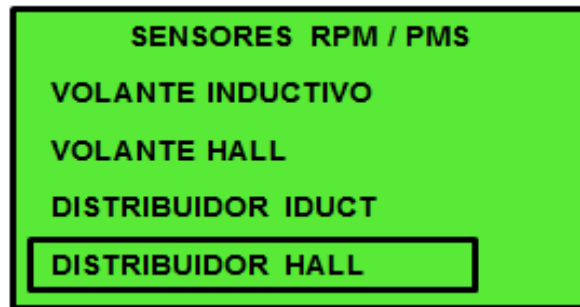 SENSORES RPM / PMS
VOLANTE INDUCTIVO
VOLANTE HALL
DISTRIBUIDOR IDUCT
DISTRIBUIDOR HALL